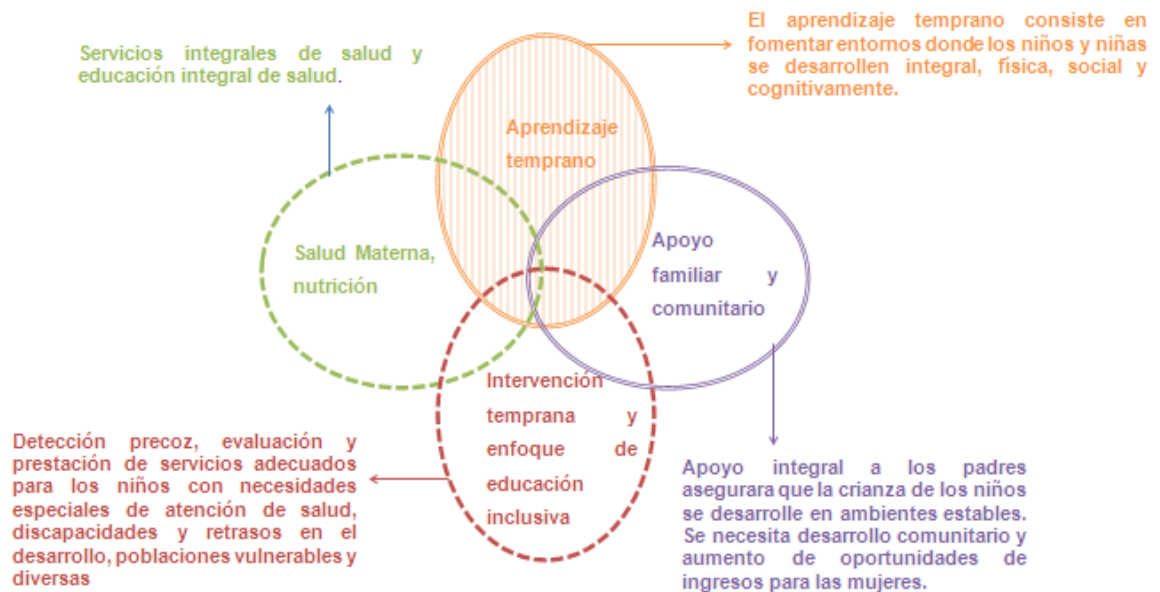 El aprendizaje temprano consiste en
fomentar entornos donde los niños y niñas
se desarrollen integral, física, social y
cognitivamente.
Servicios integrales de salud y
educación integral de salud.
Aprendizaje
temprano
Salud Materna,
nutrición
Apoyo
familiar y
comunitario
Intervención
temprana y
enfoque de
educación
inclusiva
Detección precoz, evaluación y
prestación de servicios adecuados
para los niños con necesidades
especiales de atención de salud,
discapacidades y retrasos en el
desarrollo, poblaciones vulnerables y
diversas
Apoyo integral a los padres
asegurara que la crianza de los niños
se desarrolle en ambientes estables.
Se necesita desarrollo comunitario y
aumento de oportunidades de
ingresos para las mujeres.